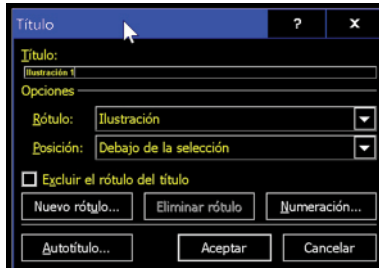 Título ? x
Título:
Ilustración 1
Opciones
Rótulo: Ilustración
Posición: Debajo de la selección
Excluir el rótulo del título
Nuevo rótulo... Eliminar rótulo Numeración...
Autotítulo... Aceptar Cancelar